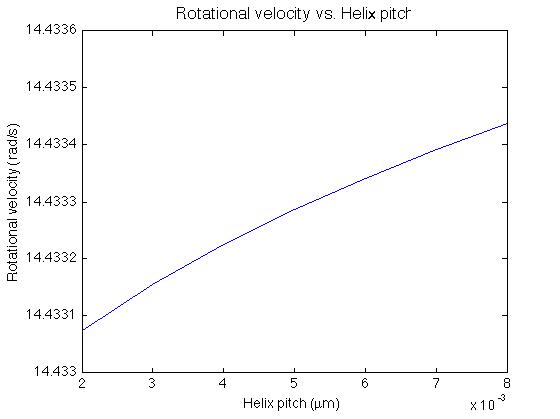 Rotational velocity vs. Helix pitch
14.4336
14.4335
14.4334
14.4333
14.4332
14.4331
14.433
Rotational velocity (rad/s)
2 3 4 5 6 7 8
Helix pitch (μm)
x 10⁻³